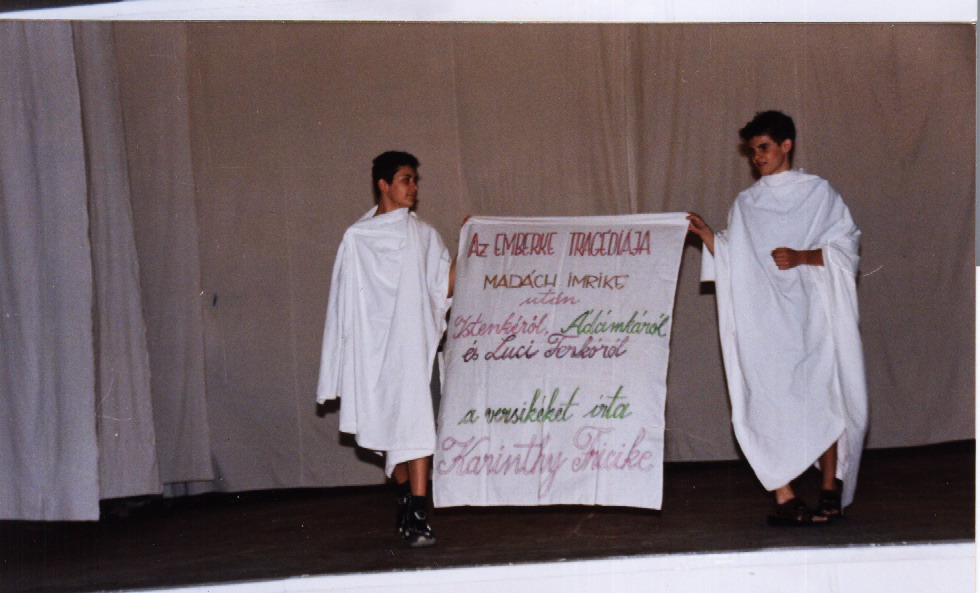 Az EMBERKE TRAGÉDIÁJA
MADÁCH IMRIKE
után
Istenkéről, Ádámkáról
és Luci Ferkóról
a versikéket írta
Karinthy Fricike